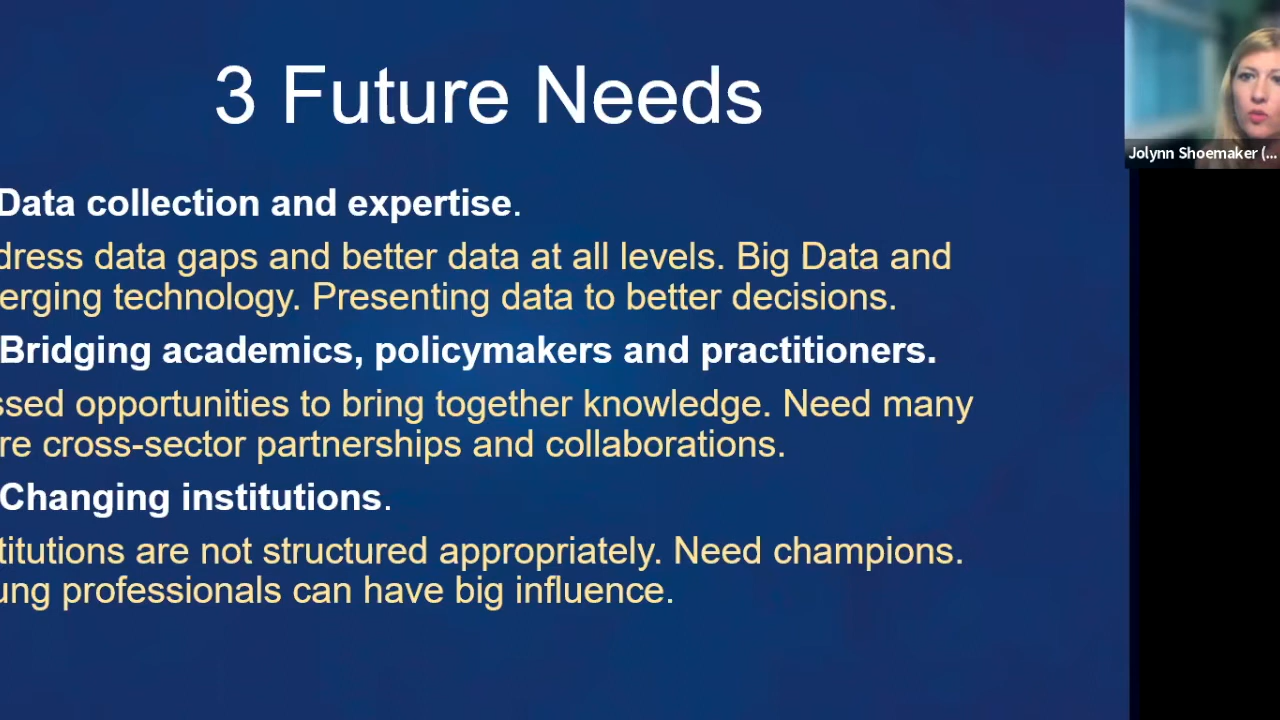 3 Future Needs
Data collection and expertise.
dress data gaps and better data at all levels. Big Data and
erging technology. Presenting data to better decisions.
Bridging academics, policymakers and practitioners.
ssed opportunities to bring together knowledge. Need many
re cross-sector partnerships and collaborations.
Changing institutions.
titutions are not structured appropriately. Need champions.
ung professionals can have big influence.
Jolynn Shoemaker (...